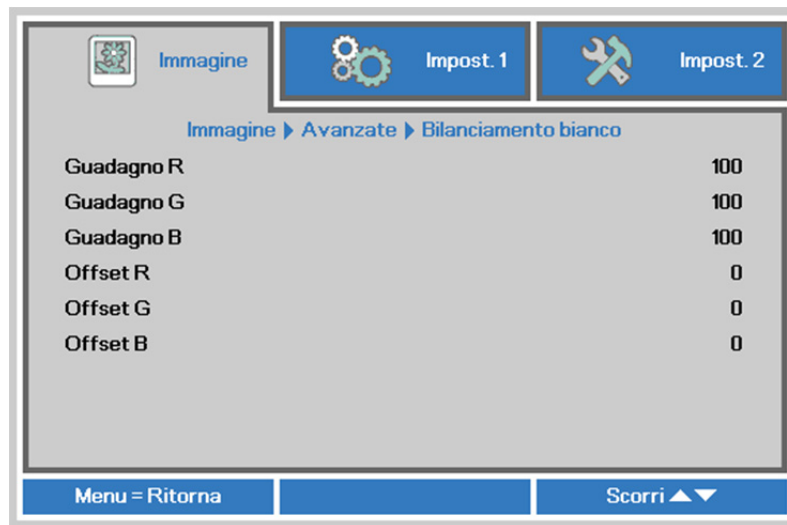 Immagine
Impost. 1
Impost. 2
Immagine Avanzate Bilanciamento bianco
Guadagno R 100
Guadagno G 100
Guadagno B 100
Offset R 0
Offset G 0
Offset B 0
Menu = Ritorna
Scorri